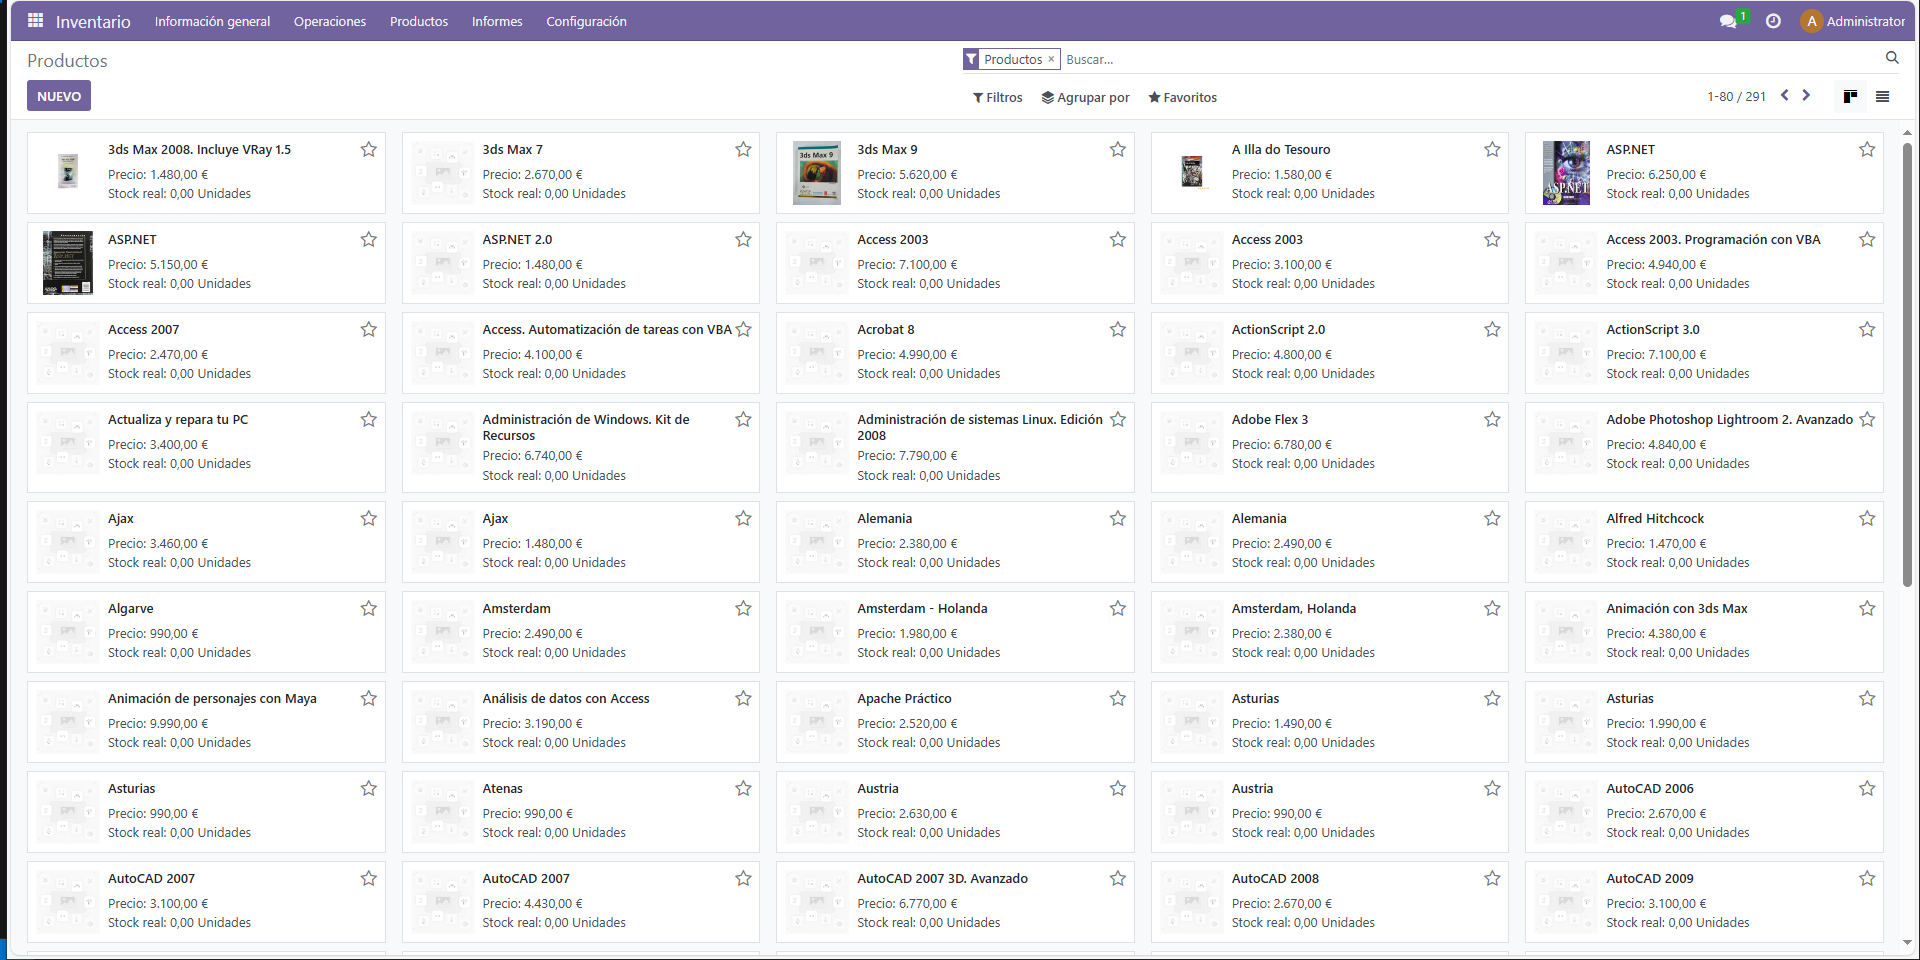 Inventario Información general Operaciones Productos Informes Configuración 1 A Administrator
Productos
Productos × Buscar...
NUEVO
Filtros Agrupar por Favoritos 1-80 / 291
3ds Max 2008. Incluye VRay 1.5
Precio: 1.480,00 €
Stock real: 0,00 Unidades
3ds Max 7
Precio: 2.670,00 €
Stock real: 0,00 Unidades
3ds Max 9
3ds Max 9
Precio: 5.620,00 €
Stock real: 0,00 Unidades
A Illa do Tesouro
Precio: 1.580,00 €
Stock real: 0,00 Unidades
ASP.NET
ASP.NET
Precio: 6.250,00 €
Stock real: 0,00 Unidades
ASP.NET
Precio: 5.150,00 €
Stock real: 0,00 Unidades
ASP.NET 2.0
Precio: 1.480,00 €
Stock real: 0,00 Unidades
Access 2003
Precio: 7.100,00 €
Stock real: 0,00 Unidades
Access 2003
Precio: 3.100,00 €
Stock real: 0,00 Unidades
Access 2003. Programación con VBA
Precio: 4.940,00 €
Stock real: 0,00 Unidades
Access 2007
Precio: 2.470,00 €
Stock real: 0,00 Unidades
Access. Automatización de tareas con VBA
Precio: 4.100,00 €
Stock real: 0,00 Unidades
Acrobat 8
Precio: 4.990,00 €
Stock real: 0,00 Unidades
ActionScript 2.0
Precio: 4.800,00 €
Stock real: 0,00 Unidades
ActionScript 3.0
Precio: 7.100,00 €
Stock real: 0,00 Unidades
Actualiza y repara tu PC
Precio: 3.400,00 €
Stock real: 0,00 Unidades
Administración de Windows. Kit de
Recursos
Precio: 6.740,00 €
Stock real: 0,00 Unidades
Administración de sistemas Linux. Edición
2008
Precio: 7.790,00 €
Stock real: 0,00 Unidades
Adobe Flex 3
Precio: 6.780,00 €
Stock real: 0,00 Unidades
Adobe Photoshop Lightroom 2. Avanzado
Precio: 4.840,00 €
Stock real: 0,00 Unidades
Ajax
Precio: 3.460,00 €
Stock real: 0,00 Unidades
Ajax
Precio: 1.480,00 €
Stock real: 0,00 Unidades
Alemania
Precio: 2.380,00 €
Stock real: 0,00 Unidades
Alemania
Precio: 2.490,00 €
Stock real: 0,00 Unidades
Alfred Hitchcock
Precio: 1.470,00 €
Stock real: 0,00 Unidades
Algarve
Precio: 990,00 €
Stock real: 0,00 Unidades
Amsterdam
Precio: 2.490,00 €
Stock real: 0,00 Unidades
Amsterdam - Holanda
Precio: 1.980,00 €
Stock real: 0,00 Unidades
Amsterdam, Holanda
Precio: 2.380,00 €
Stock real: 0,00 Unidades
Animación con 3ds Max
Precio: 4.380,00 €
Stock real: 0,00 Unidades
Animación de personajes con Maya
Precio: 9.990,00 €
Stock real: 0,00 Unidades
Análisis de datos con Access
Precio: 3.190,00 €
Stock real: 0,00 Unidades
Apache Práctico
Precio: 2.520,00 €
Stock real: 0,00 Unidades
Asturias
Precio: 1.490,00 €
Stock real: 0,00 Unidades
Asturias
Precio: 1.990,00 €
Stock real: 0,00 Unidades
Asturias
Precio: 990,00 €
Stock real: 0,00 Unidades
Atenas
Precio: 990,00 €
Stock real: 0,00 Unidades
Austria
Precio: 2.630,00 €
Stock real: 0,00 Unidades
Austria
Precio: 990,00 €
Stock real: 0,00 Unidades
AutoCAD 2006
Precio: 2.670,00 €
Stock real: 0,00 Unidades
AutoCAD 2007
Precio: 3.100,00 €
Stock real: 0,00 Unidades
AutoCAD 2007
Precio: 4.430,00 €
Stock real: 0,00 Unidades
AutoCAD 2007 3D. Avanzado
Precio: 6.770,00 €
Stock real: 0,00 Unidades
AutoCAD 2008
Precio: 2.670,00 €
Stock real: 0,00 Unidades
AutoCAD 2009
Precio: 3.100,00 €
Stock real: 0,00 Unidades